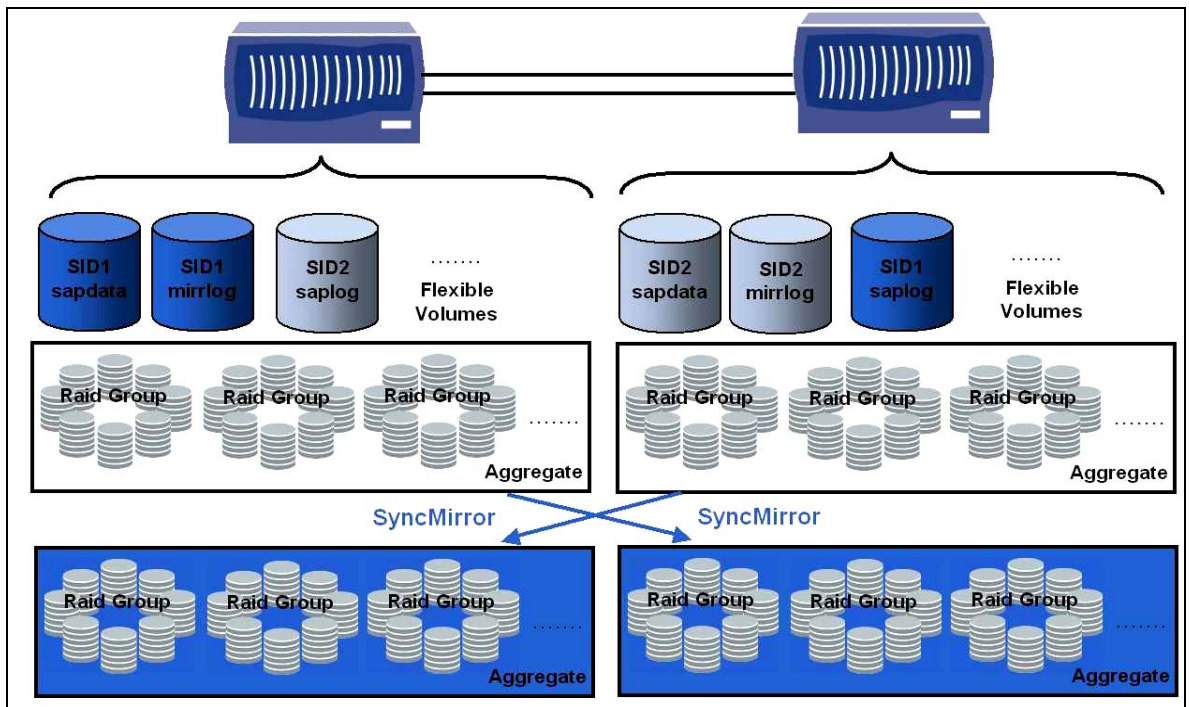 SID1
sapdata
SID1
mirrlog
SID2
saplog
.......
Flexible
Volumes
SID2
sapdata
SID2
mirrlog
SID1
saplog
.......
Flexible
Volumes
Raid Group
Raid Group
Raid Group
.......
Aggregate
Raid Group
Raid Group
Raid Group
.......
Aggregate
SyncMirror
SyncMirror
Raid Group
Raid Group
Raid Group
.......
Aggregate
Raid Group
Raid Group
Raid Group
.......
Aggregate